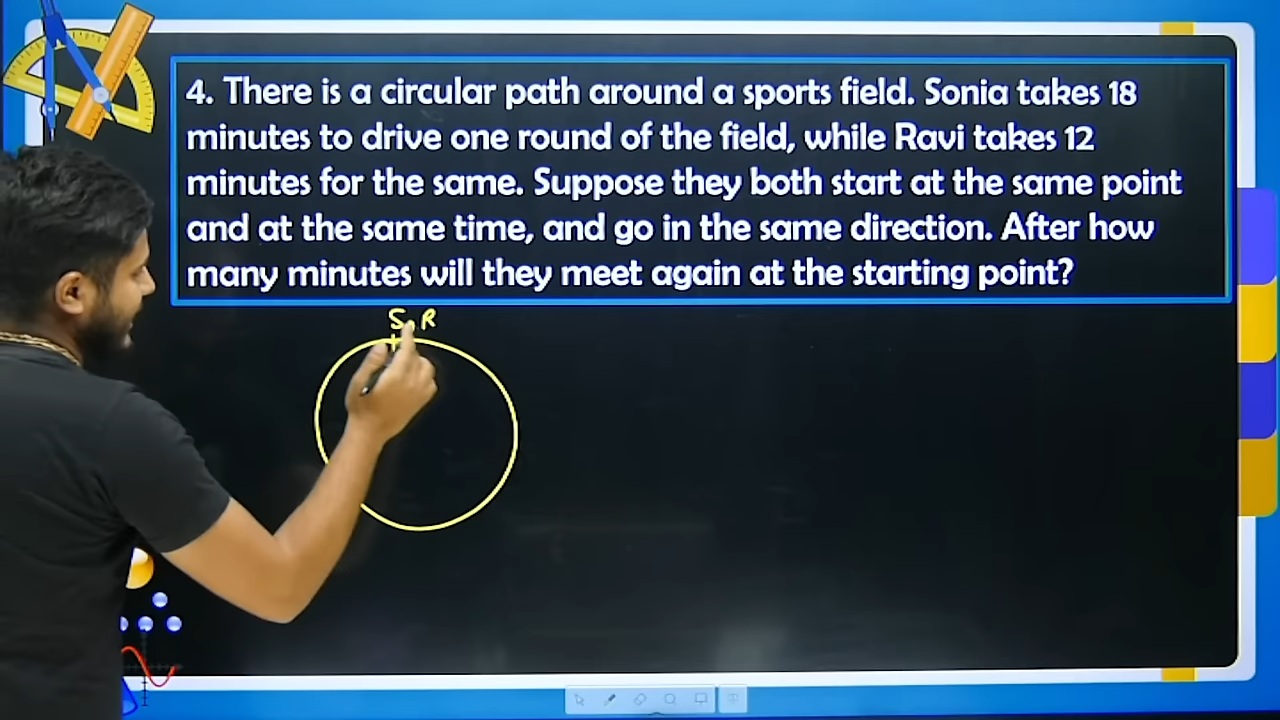 4. There is a circular path around a sports field. Sonia takes 18
minutes to drive one round of the field, while Ravi takes 12
minutes for the same. Suppose they both start at the same point
and at the same time, and go in the same direction. After how
many minutes will they meet again at the starting point?
S, R